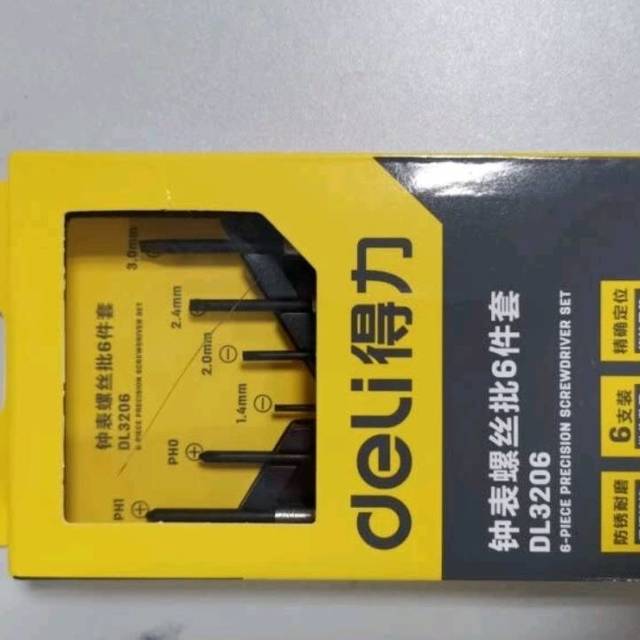 钟表螺丝批6件套
DL3206
6-PIECE PRECISION SCREWDRIVER SET
3.0mm
2.4mm
2.0mm
1.4mm
PH0
PH1
deli得力
钟表螺丝批6件套
DL3206
6-PIECE PRECISION SCREWDRIVER SET
精确定位
6支装
防锈耐磨